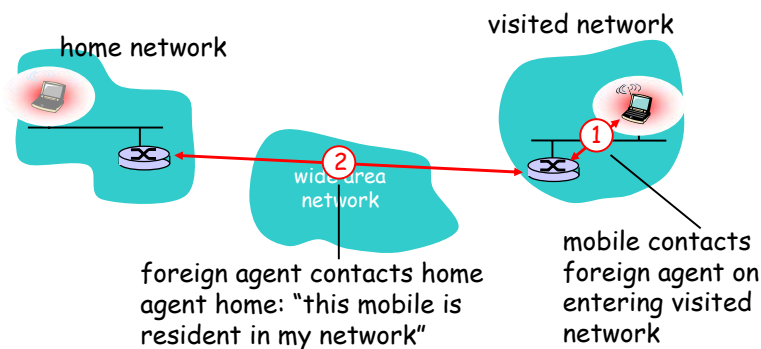 home network
visited network
1
2
wide area
network
foreign agent contacts home
agent home: “this mobile is
resident in my network”
mobile contacts
foreign agent on
entering visited
network